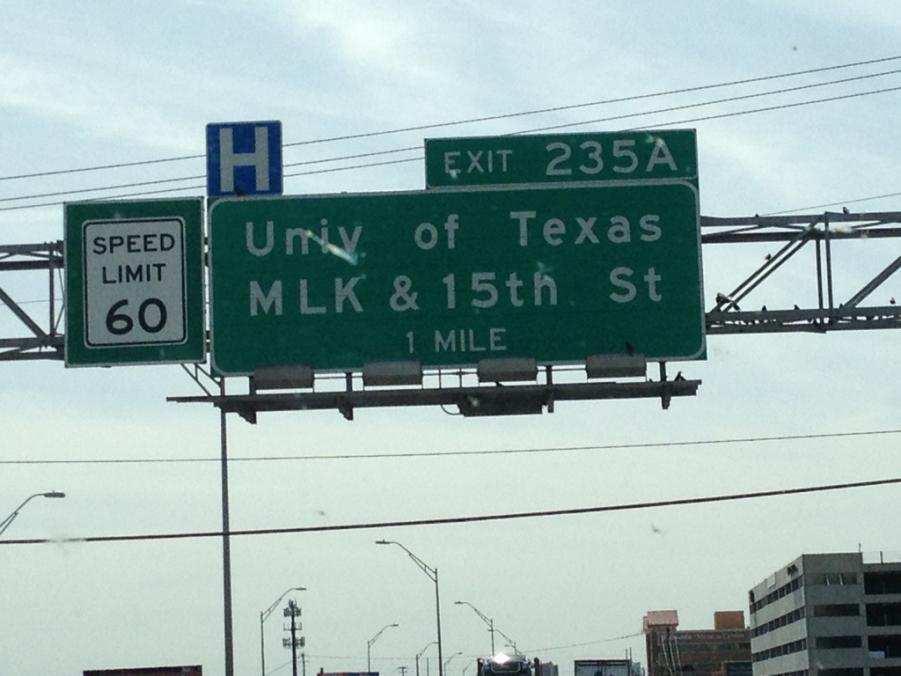 H
EXIT 235A
SPEED
LIMIT
60
Univ of Texas
MLK & 15th St
1 MILE